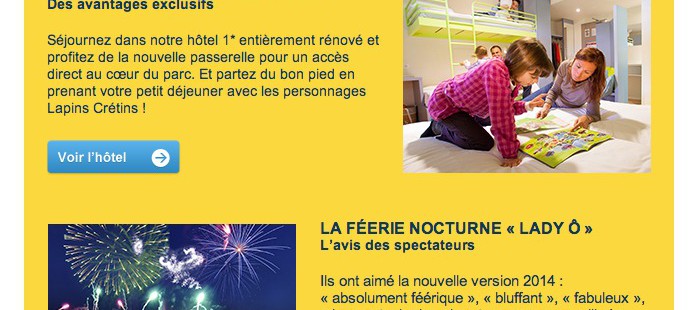 Des avantages exclusifs
Séjournez dans notre hôtel 1* entièrement rénové et
profitez de la nouvelle passerelle pour un accès
direct au cœur du parc. Et partez du bon pied en
prenant votre petit déjeuner avec les personnages
Lapins Crétins !
Voir l'hôtel
LA FÉERIE NOCTURNE « LADY Ô »
L'avis des spectateurs
Ils ont aimé la nouvelle version 2014 :
« absolument féérique », « bluffant », « fabuleux »,